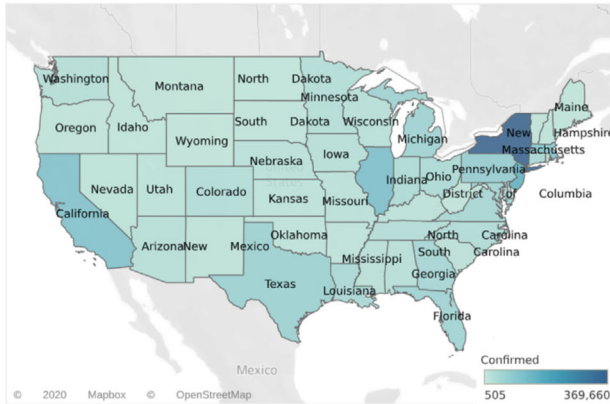 Washington
Montana
North Dakota
Minnesota
Maine
Oregon
Idaho
South Dakota
Wisconsin
Michigan
New Hampshire
Massachusetts
Wyoming
Iowa
Nebraska
Pennsylvania
Nevada
Utah
Colorado
Kansas
Missouri
Indiana
Ohio
District of Columbia
California
Arizona
New Mexico
Oklahoma
Mississippi
North Carolina
South Carolina
Texas
Louisiana
Georgia
Florida
Mexico
Confirmed
505 369,660
© 2020 Mapbox © OpenStreetMap